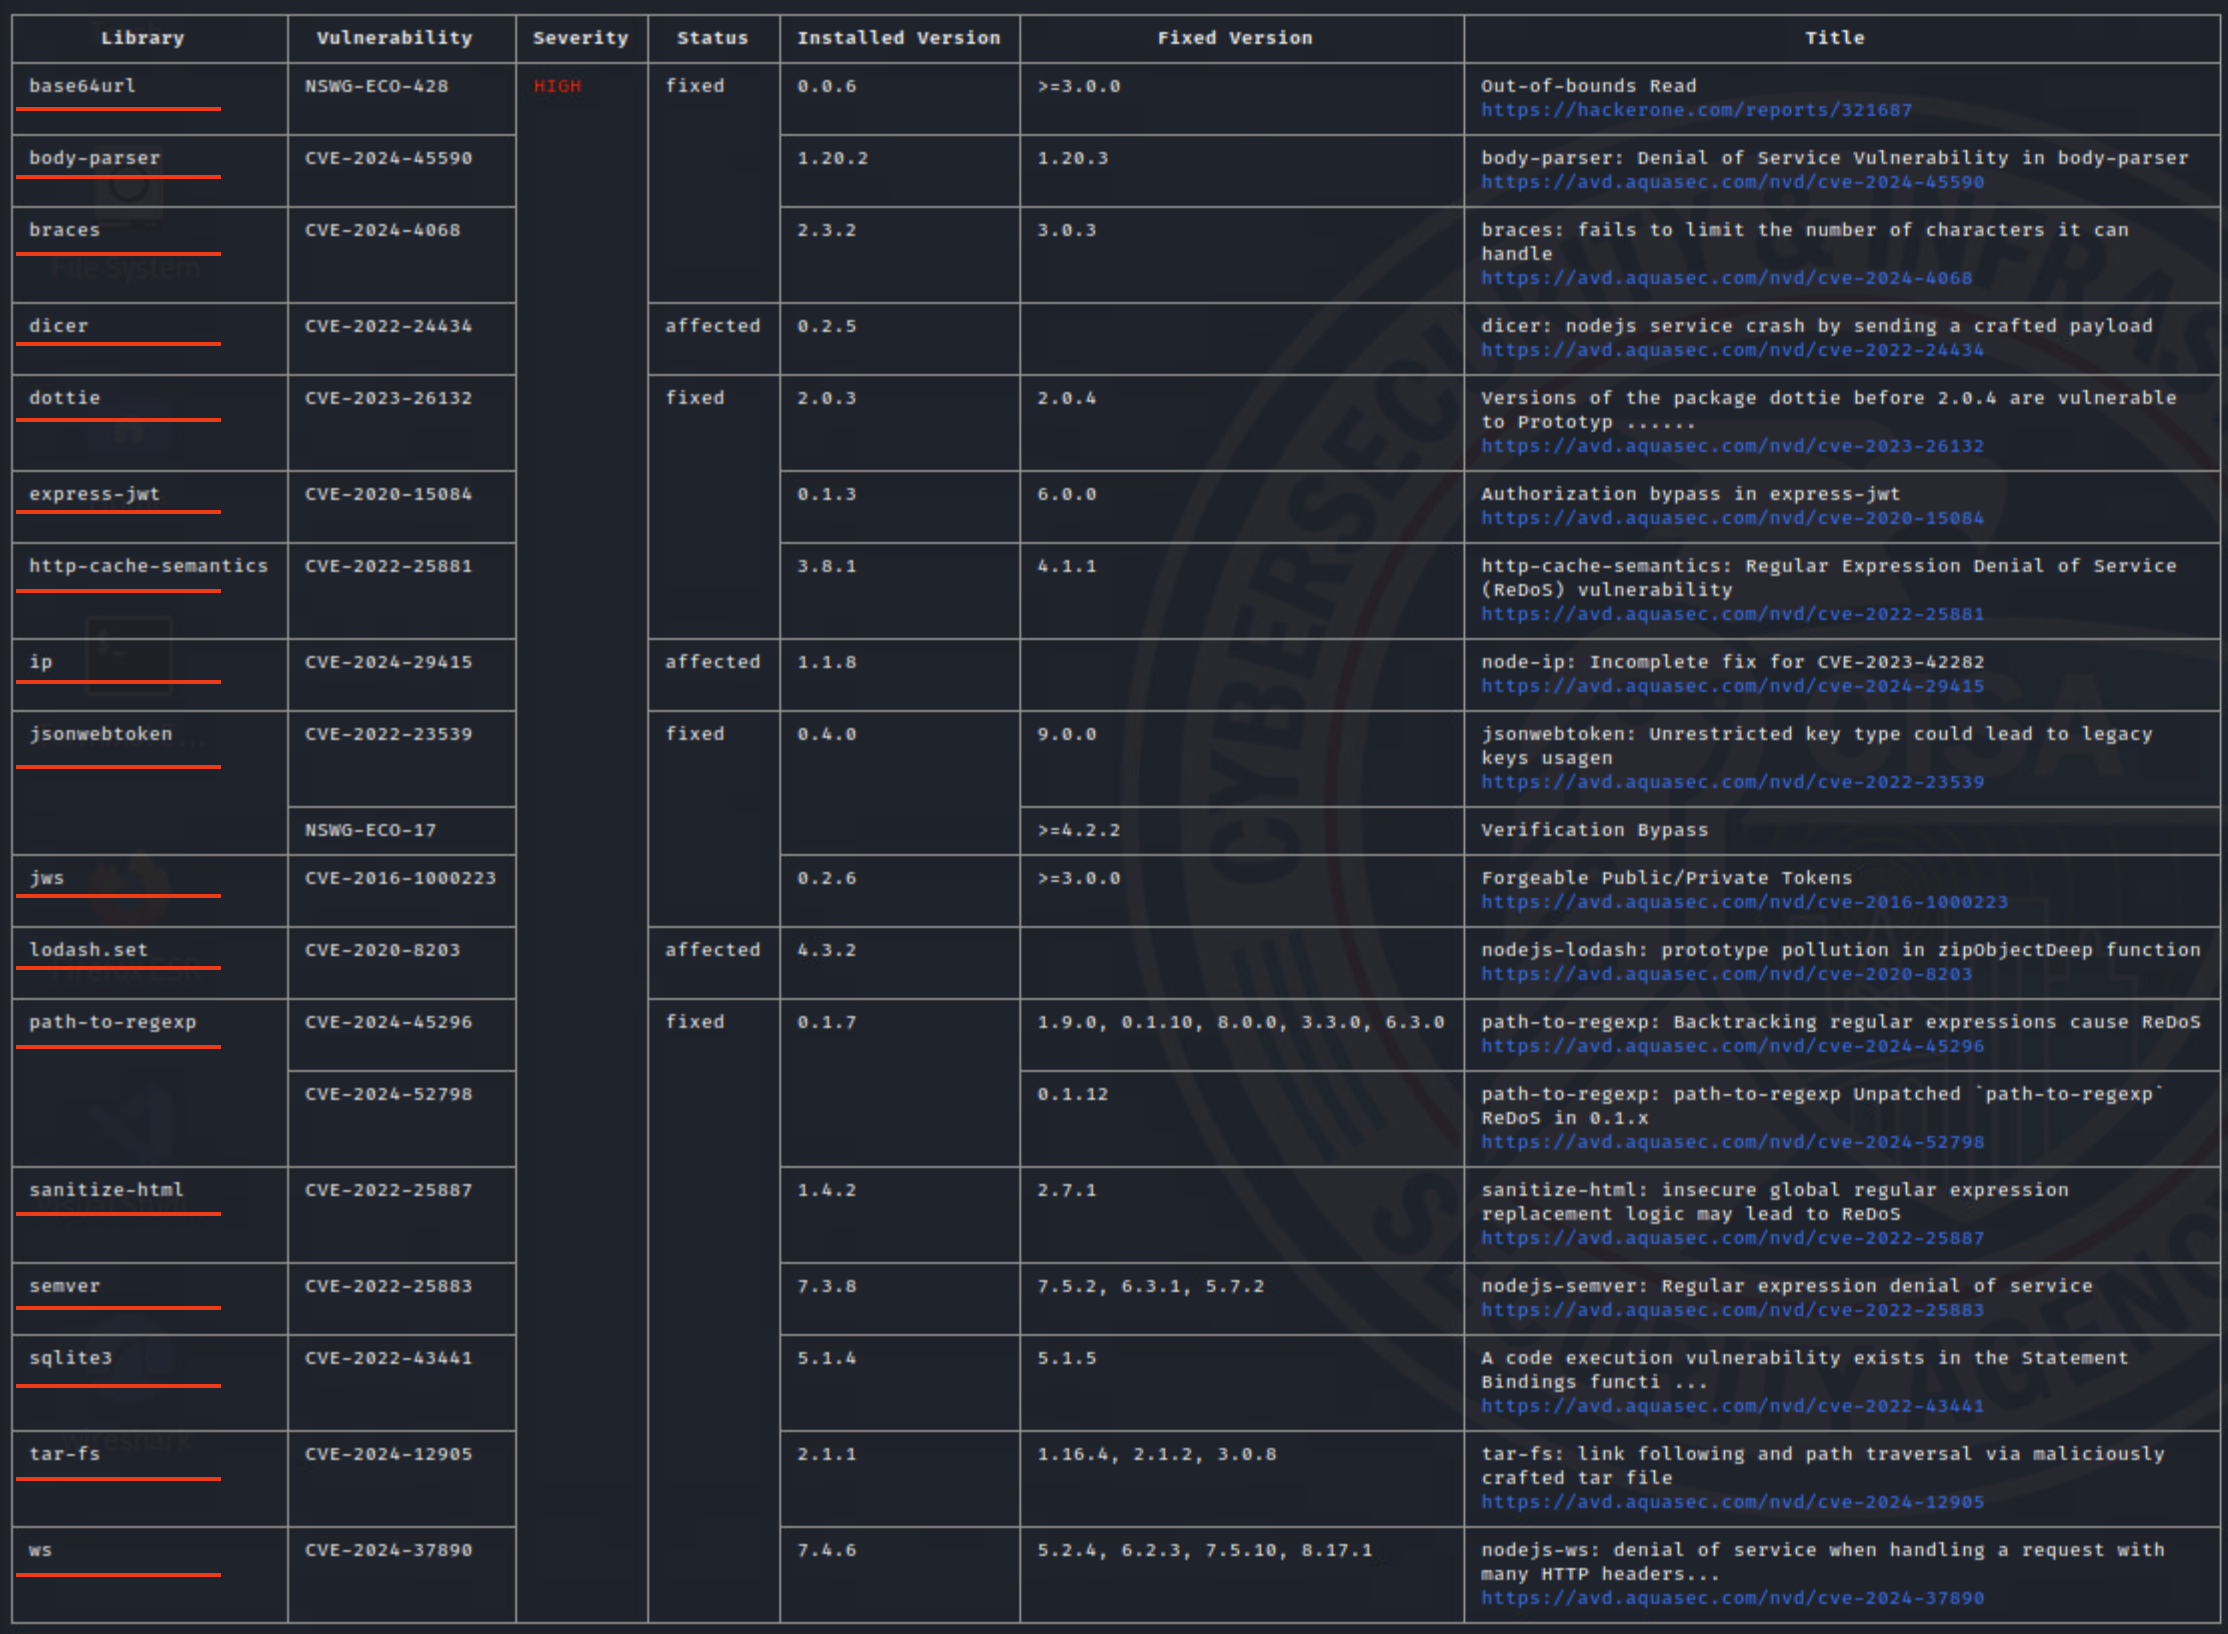 Library Vulnerability Severity Status Installed Version Fixed Version Title
base64url NSWG-ECO-428 HIGH fixed 0.0.6 >=3.0.0 Out-of-bounds Read
https://hackerone.com/reports/321687
body-parser CVE-2024-45590 1.20.2 1.20.3 body-parser: Denial of Service Vulnerability in body-parser
https://avd.aquasec.com/nvd/cve-2024-45590
braces CVE-2024-4068 2.3.2 3.0.3 braces: fails to limit the number of characters it can
handle
https://avd.aquasec.com/nvd/cve-2024-4068
File System
dicer CVE-2022-24434 affected 0.2.5 dicer: nodejs service crash by sending a crafted payload
https://avd.aquasec.com/nvd/cve-2022-24434
dottie CVE-2023-26132 fixed 2.0.3 2.0.4 Versions of the package dottie before 2.0.4 are vulnerable
to Prototyp ......
https://avd.aquasec.com/nvd/cve-2023-26132
express-jwt CVE-2020-15084 0.1.3 6.0.0 Authorization bypass in express-jwt
https://avd.aquasec.com/nvd/cve-2020-15084
http-cache-semantics CVE-2022-25881 3.8.1 4.1.1 http-cache-semantics: Regular Expression Denial of Service
(ReDoS) vulnerability
https://avd.aquasec.com/nvd/cve-2022-25881
ip CVE-2024-29415 affected 1.1.8 node-ip: Incomplete fix for CVE-2023-42282
https://avd.aquasec.com/nvd/cve-2024-29415
jsonwebtoken CVE-2022-23539 fixed 0.4.0 9.0.0 jsonwebtoken: Unrestricted key type could lead to legacy
keys usagen
https://avd.aquasec.com/nvd/cve-2022-23539
NSWG-ECO-17 >=4.2.2 Verification Bypass
jws CVE-2016-1000223 0.2.6 >=3.0.0 Forgeable Public/Private Tokens
https://avd.aquasec.com/nvd/cve-2016-1000223
lodash.set CVE-2020-8203 affected 4.3.2 nodejs-lodash: prototype pollution in zipObjectDeep function
https://avd.aquasec.com/nvd/cve-2020-8203
path-to-regexp CVE-2024-45296 fixed 0.1.7 1.9.0, 0.1.10, 8.0.0, 3.3.0, 6.3.0 path-to-regexp: Backtracking regular expressions cause ReDoS
https://avd.aquasec.com/nvd/cve-2024-45296
CVE-2024-52798 0.1.12 path-to-regexp: path-to-regexp Unpatched `path-to-regexp`
ReDoS in 0.1.x
https://avd.aquasec.com/nvd/cve-2024-52798
sanitize-html CVE-2022-25887 1.4.2 2.7.1 sanitize-html: insecure global regular expression
replacement logic may lead to ReDoS
https://avd.aquasec.com/nvd/cve-2022-25887
semver CVE-2022-25883 7.3.8 7.5.2, 6.3.1, 5.7.2 nodejs-semver: Regular expression denial of service
https://avd.aquasec.com/nvd/cve-2022-25883
sqlite3 CVE-2022-43441 5.1.4 5.1.5 A code execution vulnerability exists in the Statement
Bindings functi ...
https://avd.aquasec.com/nvd/cve-2022-43441
wireshark
tar-fs CVE-2024-12905 2.1.1 1.16.4, 2.1.2, 3.0.8 tar-fs: link following and path traversal via maliciously
crafted tar file
https://avd.aquasec.com/nvd/cve-2024-12905
ws CVE-2024-37890 7.4.6 5.2.4, 6.2.3, 7.5.10, 8.17.1 nodejs-ws: denial of service when handling a request with
many HTTP headers...
https://avd.aquasec.com/nvd/cve-2024-37890
CYBERSECURITY & INFRAS
CISA
SECURITY AGENCY